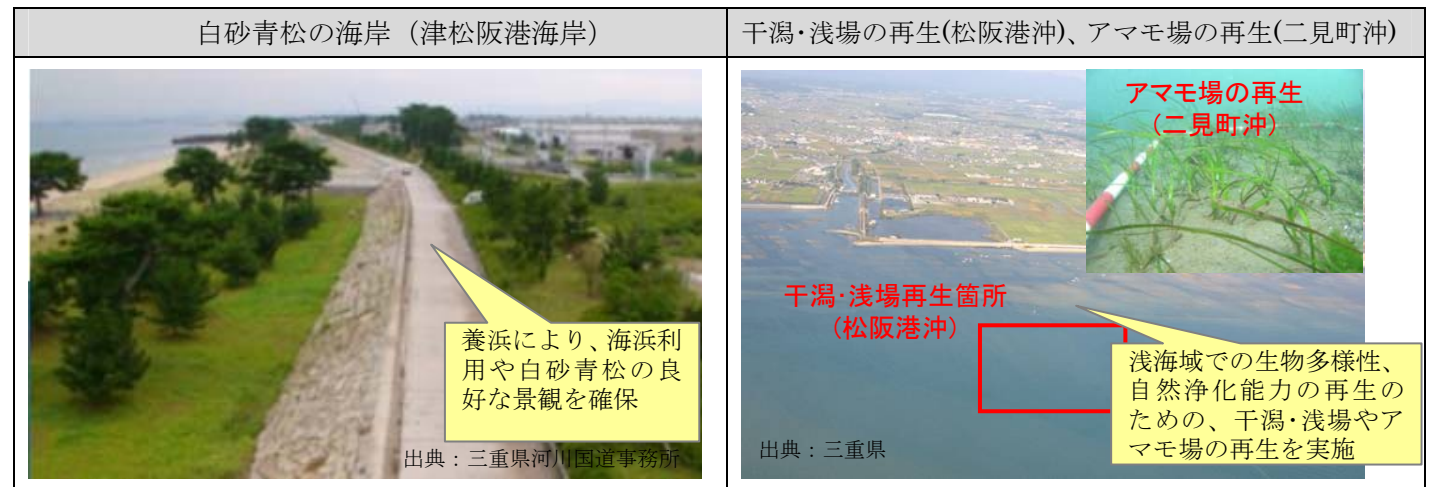 白砂青松の海岸（津松阪港海岸）
養浜により、海浜利
用や白砂青松の良
好な景観を確保
出典：三重県河川国道事務所
干潟・浅場の再生(松阪港沖)、アマモ場の再生(二見町沖)
アマモ場の再生
（二見町沖）
干潟・浅場再生箇所
（松阪港沖）
浅海域での生物多様性、
自然浄化能力の再生の
ための、干潟・浅場やア
マモ場の再生を実施
出典：三重県